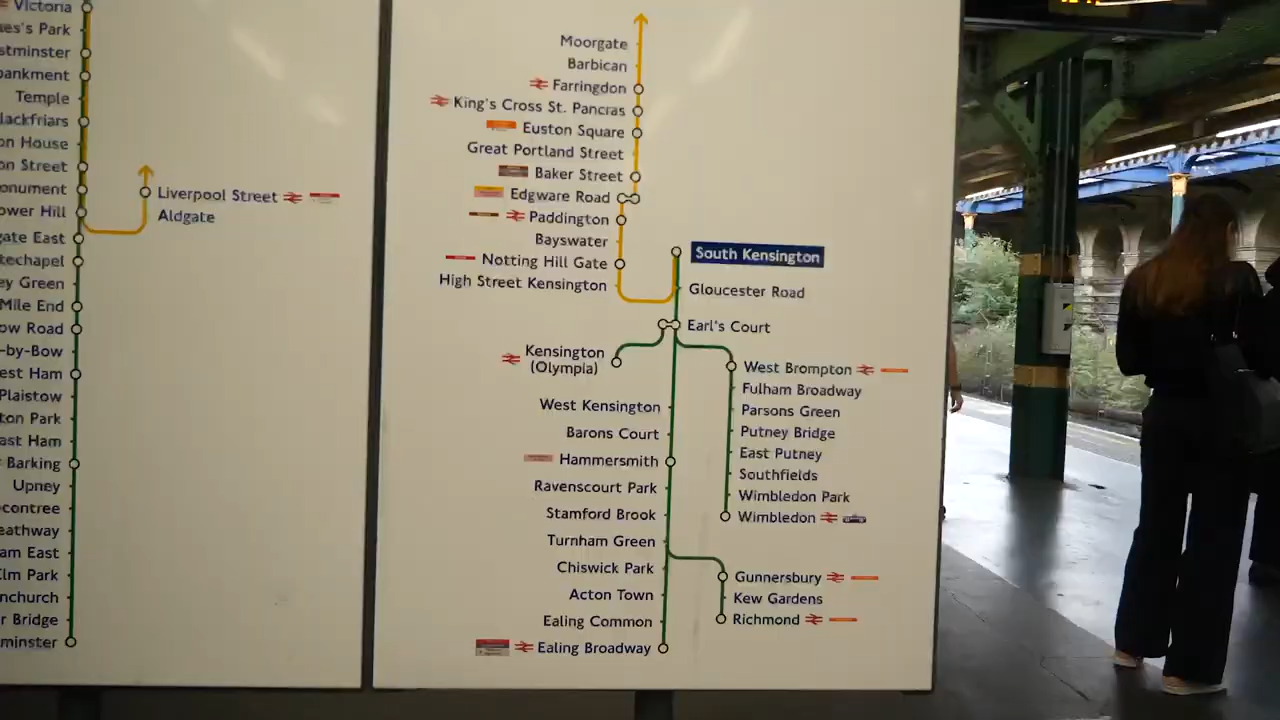 Victoria
Temple
Liverpool Street
Aldgate
Mile End
Plaistow
Barking
Upney
Moorgate
Barbican
Farringdon
King's Cross St. Pancras
Euston Square
Great Portland Street
Baker Street
Edgware Road
Paddington
Bayswater
Notting Hill Gate
High Street Kensington
South Kensington
Gloucester Road
Earl's Court
Kensington
(Olympia)
West Brompton
Fulham Broadway
Parsons Green
Putney Bridge
East Putney
Southfields
Wimbledon Park
Wimbledon
West Kensington
Barons Court
Hammersmith
Ravenscourt Park
Stamford Brook
Turnham Green
Chiswick Park
Acton Town
Ealing Common
Ealing Broadway
Gunnersbury
Kew Gardens
Richmond